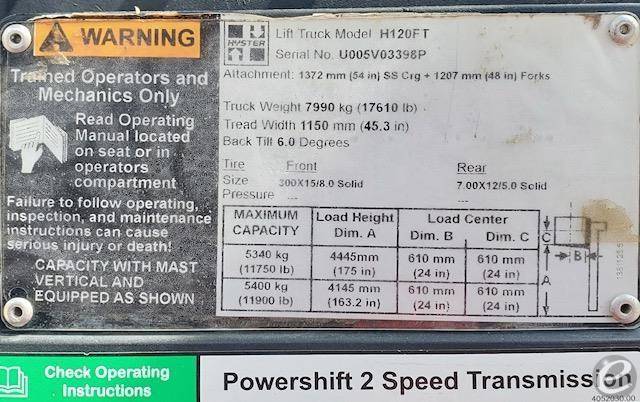 WARNING
Trained Operators and
Mechanics Only
Read Operating
Manual located
on seat or in
operators
compartment
Failure to follow operating,
inspection, and maintenance
instructions can cause
serious injury or death!
CAPACITY WITH MAST
VERTICAL AND
EQUIPPED AS SHOWN
HYSTER
Lift Truck Model H120FT
Serial No. U005V03398P
Attachment: 1372 mm (54 in) SS Crg + 1207 mm (48 in) Forks
Truck Weight 7990 kg (17610 lb)
Tread Width 1150 mm (45.3 in)
Back Tilt 6.0 Degrees
Tire Front Rear
Size 300X15/8.0 Solid 7.00X12/5.0 Solid
Pressure --- ---
MAXIMUM CAPACITY Load Height Dim. A Load Center Dim. B Dim. C
5340 kg (11750 lb) 4445mm (175 in) 610 mm (24 in) 610 mm (24 in)
5400 kg (11900 lb) 4145 mm (163.2 in) 610 mm (24 in) 610 mm (24 in)
C
B
A
Check Operating
Instructions
Powershift 2 Speed Transmission
4052030.00